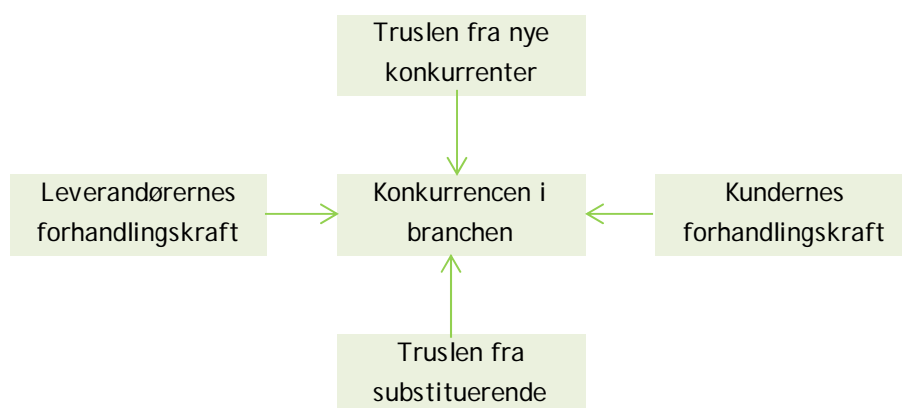 Truslen fra nye
konkurrenter
Leverandørernes
forhandlingskraft
Konkurrencen i
branchen
Kundernes
forhandlingskraft
Truslen fra
substituerende